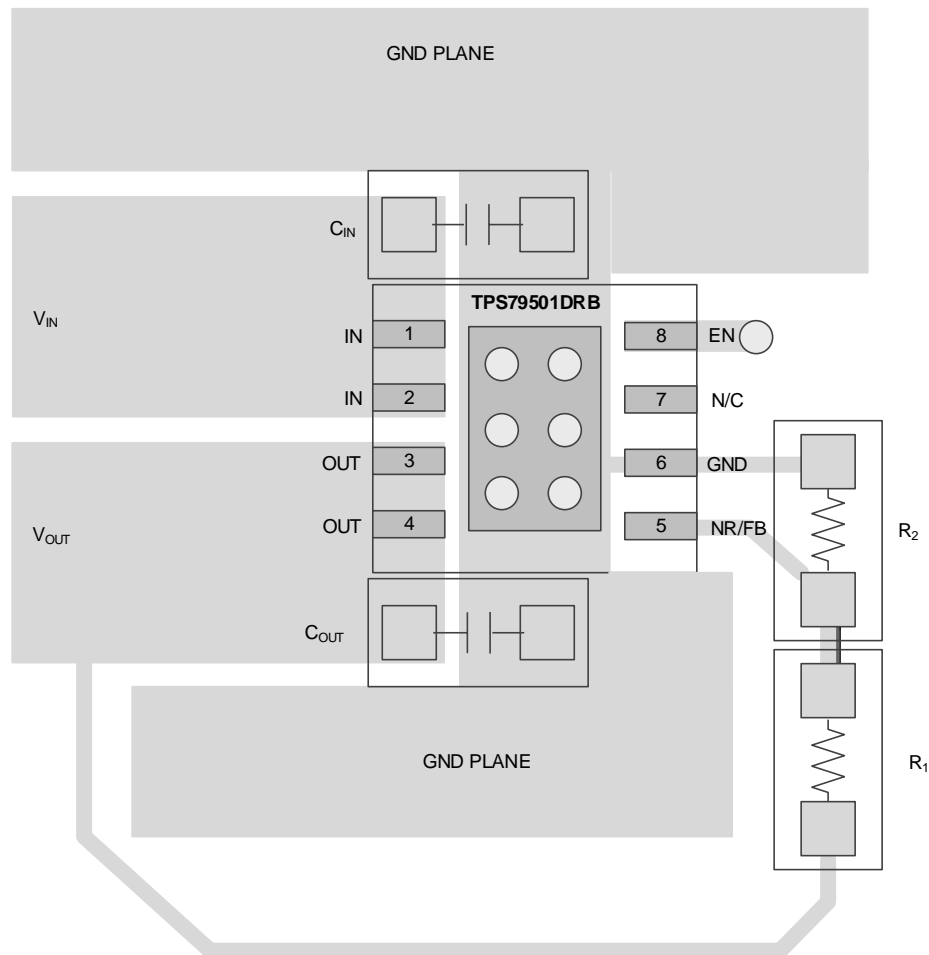 GND PLANE
CIN
TPS79501DRB
VIN
IN 1
8 EN
IN 2
7 N/C
OUT 3
6 GND
OUT 4
5 NR/FB
VOUT
R2
COUT
GND PLANE
R1